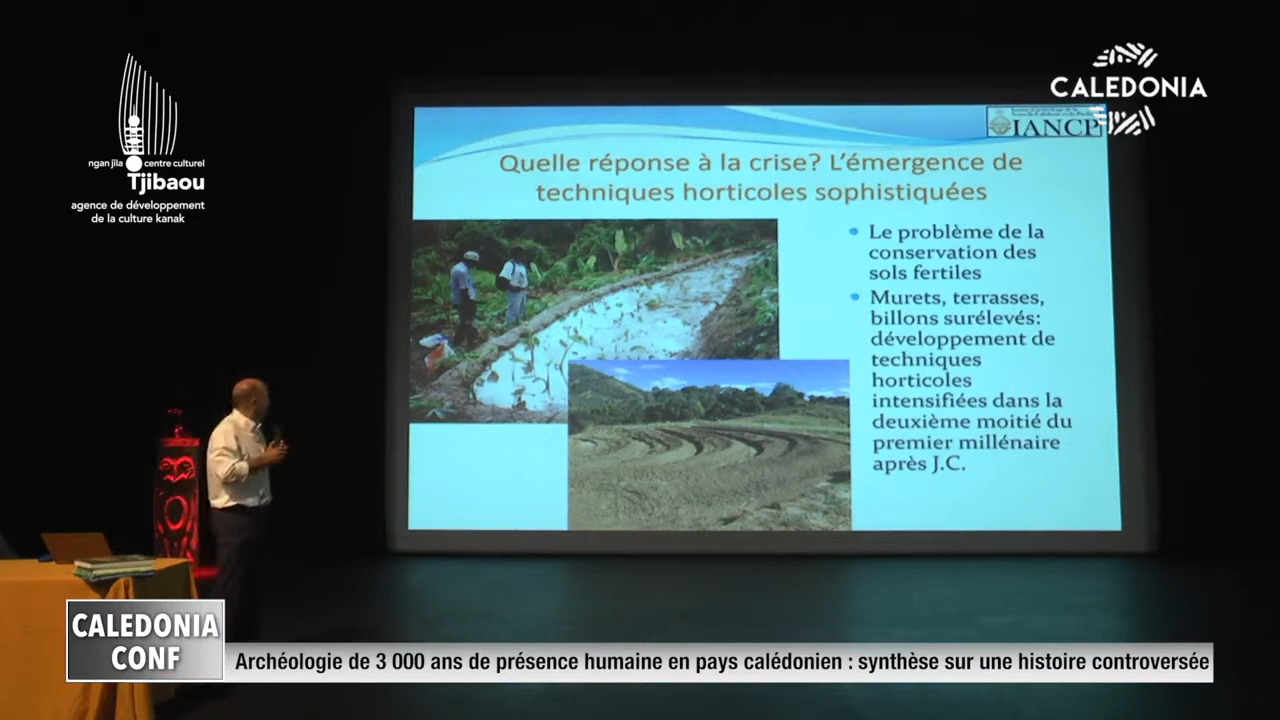 ngan jila centre culturel
Tjibaou
agence de développement
de la culture kanak
CALEDONIA
IANCP
Quelle réponse à la crise? L’émergence de
techniques horticoles sophistiquées
Le problème de la
conservation des
sols fertiles
Murets, terrasses,
billons surélevés:
développement de
techniques
horticoles
intensifiées dans la
deuxième moitié du
premier millénaire
après J.C.
CALEDONIA
CONF
Archéologie de 3 000 ans de présence humaine en pays calédonien : synthèse sur une histoire controversée